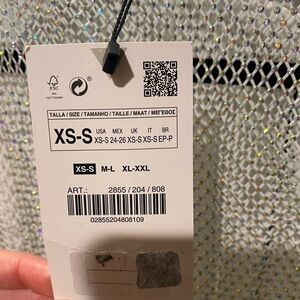 FSC
MIX
TALLA / SIZE / TAMANHO / TAILLE / MAAT / ΜΕΓΕΘΟΣ
XS-S
USA MEX UK IT BR
XS-S 24-26 XS-S XS-S EP-P
XS-S M-L XL-XXL
ART.: 2855 / 204 / 808
02855204808109